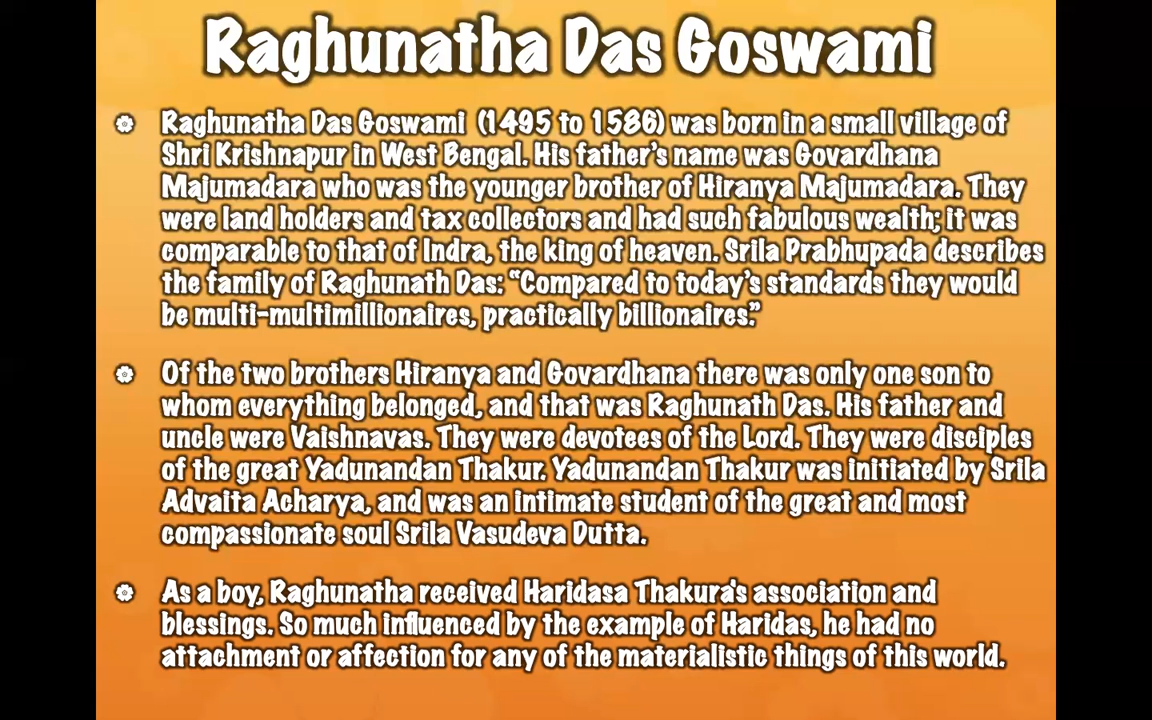 Raghunatha Das Goswami
Raghunatha Das Goswami (1495 to 1586) was born in a small village of
Shri Krishnapur in West Bengal. His father's name was Govardhana
Majumadara who was the younger brother of Hiranya Majumadara. They
were land holders and tax collectors and had such fabulous wealth; it was
comparable to that of Indra, the king of heaven. Srila Prabhupada describes
the family of Raghunath Das: “Compared to today's standards they would
be multi-multimillionaires, practically billionaires.”
Of the two brothers Hiranya and Govardhana there was only one son to
whom everything belonged, and that was Raghunath Das. His father and
uncle were Vaishnavas. They were devotees of the Lord. They were disciples
of the great Yadunandan Thakur. Yadunandan Thakur was initiated by Srila
Advaita Acharya, and was an intimate student of the great and most
compassionate soul Srila Vasudeva Dutta.
As a boy, Raghunatha received Haridasa Thakura's association and
blessings. So much influenced by the example of Haridas, he had no
attachment or affection for any of the materialistic things of this world.